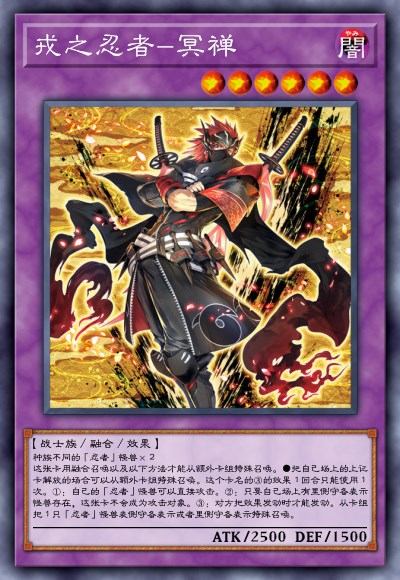 戎之忍者–冥禅
やみ
闇
【战士族／融合／效果】
种族不同的「忍者」怪兽×2
这张卡用融合召唤以及以下方法才能从额外卡组特殊召唤。●把自己场上的上记
卡解放的场合可以从额外卡组特殊召唤。这个卡名的③的效果1回合只能使用1
次。①：自己的「忍者」怪兽可以直接攻击。②：只要自己场上有里侧守备表示
怪兽存在，这张卡不会成为攻击对象。③：对方把效果发动时才能发动。从卡组
把1只「忍者」怪兽表侧守备表示或者里侧守备表示特殊召唤。
ATK/2500 DEF/1500